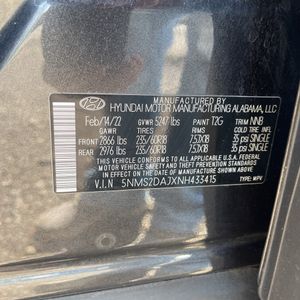 MANUFACTURED BY
HYUNDAI MOTOR MANUFACTURING ALABAMA, LLC
Feb/14/22 GVWR 5247 lbs PAINT T2G TRIM NNB
GAWR TIRES RIMS COLD TIRE INFL.
FRONT 2866 lbs 235/60R18 7.5JX18 35 psi SINGLE
REAR 2976 lbs 235/60R18 7.5JX18 35 psi SINGLE
THIS VEHICLE CONFORMS TO ALL APPLICABLE U.S.A FEDERAL
MOTOR VEHICLE SAFETY AND THEFT PREVENTION STANDARDS
IN EFFECT ON THE DATE OF MANUFACTURE SHOWN ABOVE
V.I.N 5NMS2DAJXNH433415
TYPE: MPV